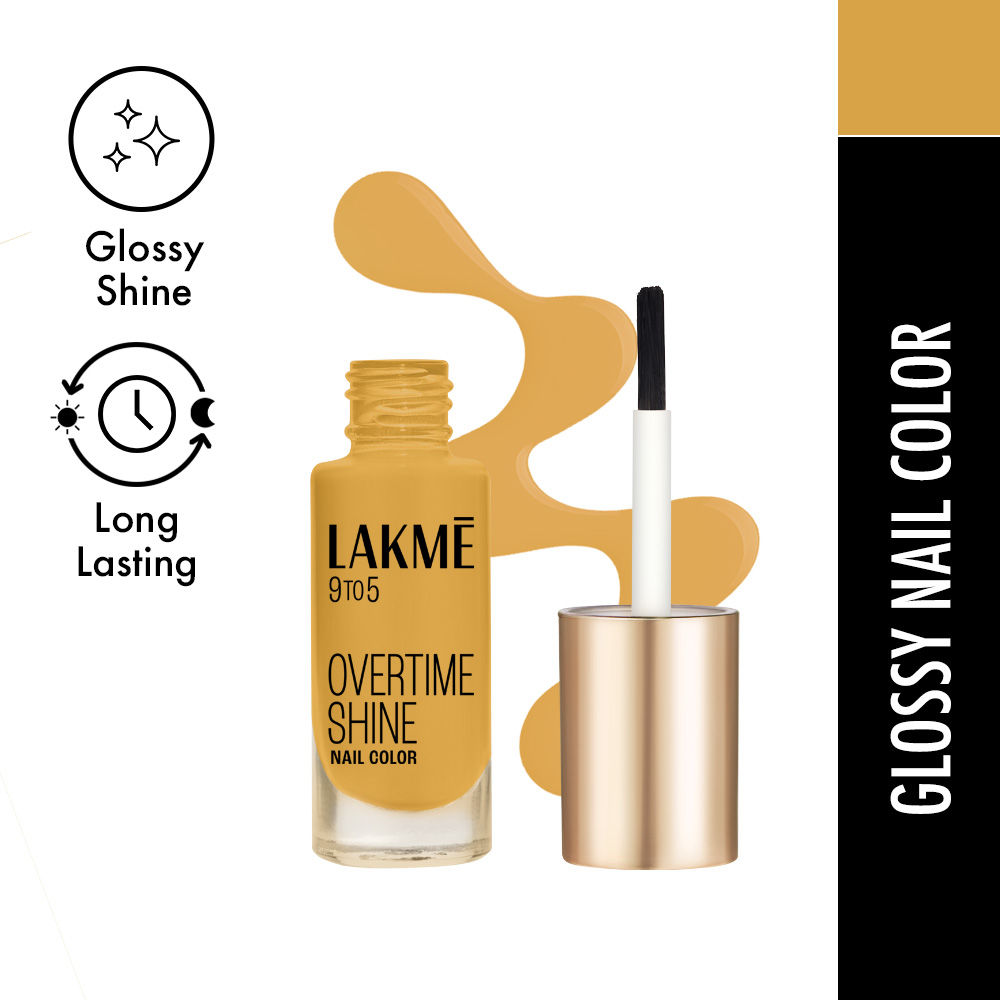 Glossy
Shine
Long
Lasting
LAKMĒ
9TO5
OVERTIME
SHINE
NAIL COLOR
GLOSSY NAIL COLOR